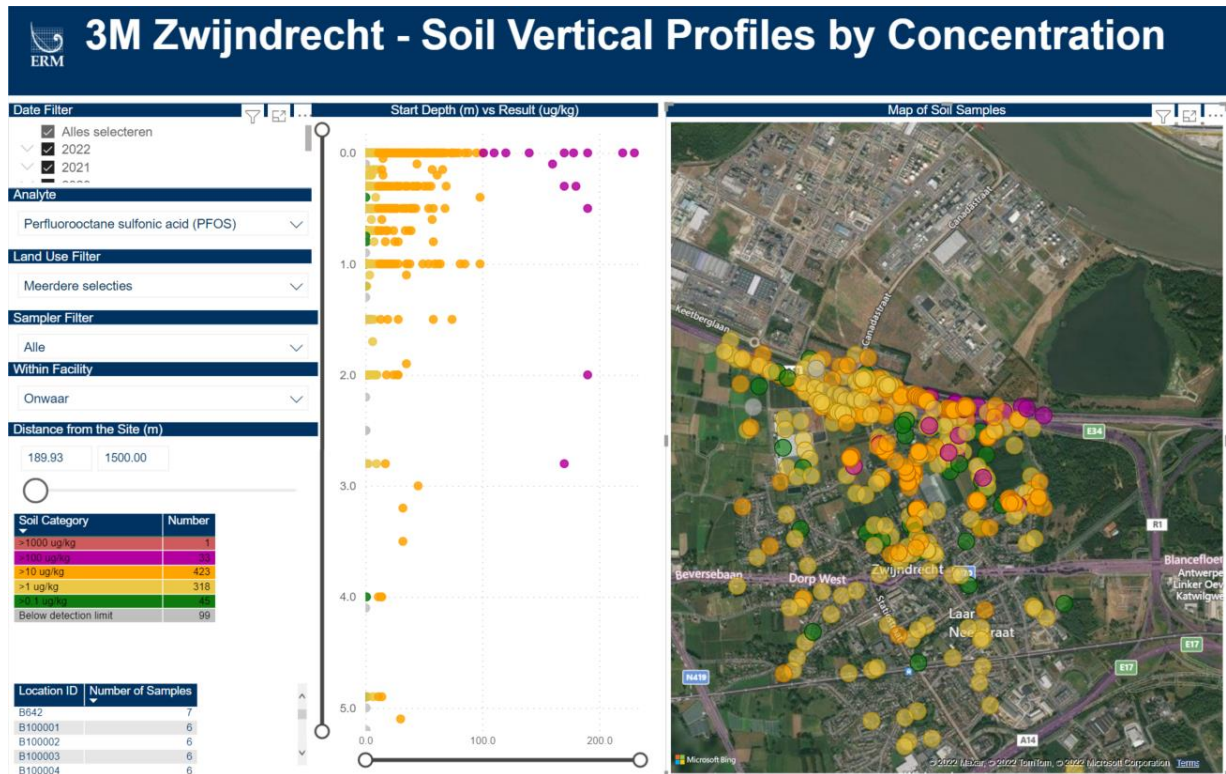 3M Zwijndrecht - Soil Vertical Profiles by Concentration
ERM
Date Filter
Alles selecteren
2022
2021
Analyte
Perfluorooctane sulfonic acid (PFOS)
Land Use Filter
Meerdere selecties
Sampler Filter
Alle
Within Facility
Onwaar
Distance from the Site (m)
189.93 1500.00
Soil Category Number
>1000 ug/kg 1
>100 ug/kg 33
>10 ug/kg 423
>1 ug/kg 318
>0.1 ug/kg 45
Below detection limit 99
Location ID Number of Samples
B642 7
B100001 6
B100002 6
B100003 6
B100004 6
Start Depth (m) vs Result (ug/kg)
0.0
1.0
2.0
3.0
4.0
5.0
0.0 100.0 200.0
Map of Soil Samples
Canadastraat
Canadastraat
Keetberglaan
E34
R1
Beversebaan
Dorp West
Zwijndrecht
Blancefloer
Antwerpe
Linker Oev
Katwilgwe
Laar
E17
E17
N419
A14
Microsoft Bing
© 2022 Maxar, © 2022 TomTom, © 2022 Microsoft Corporation Terms